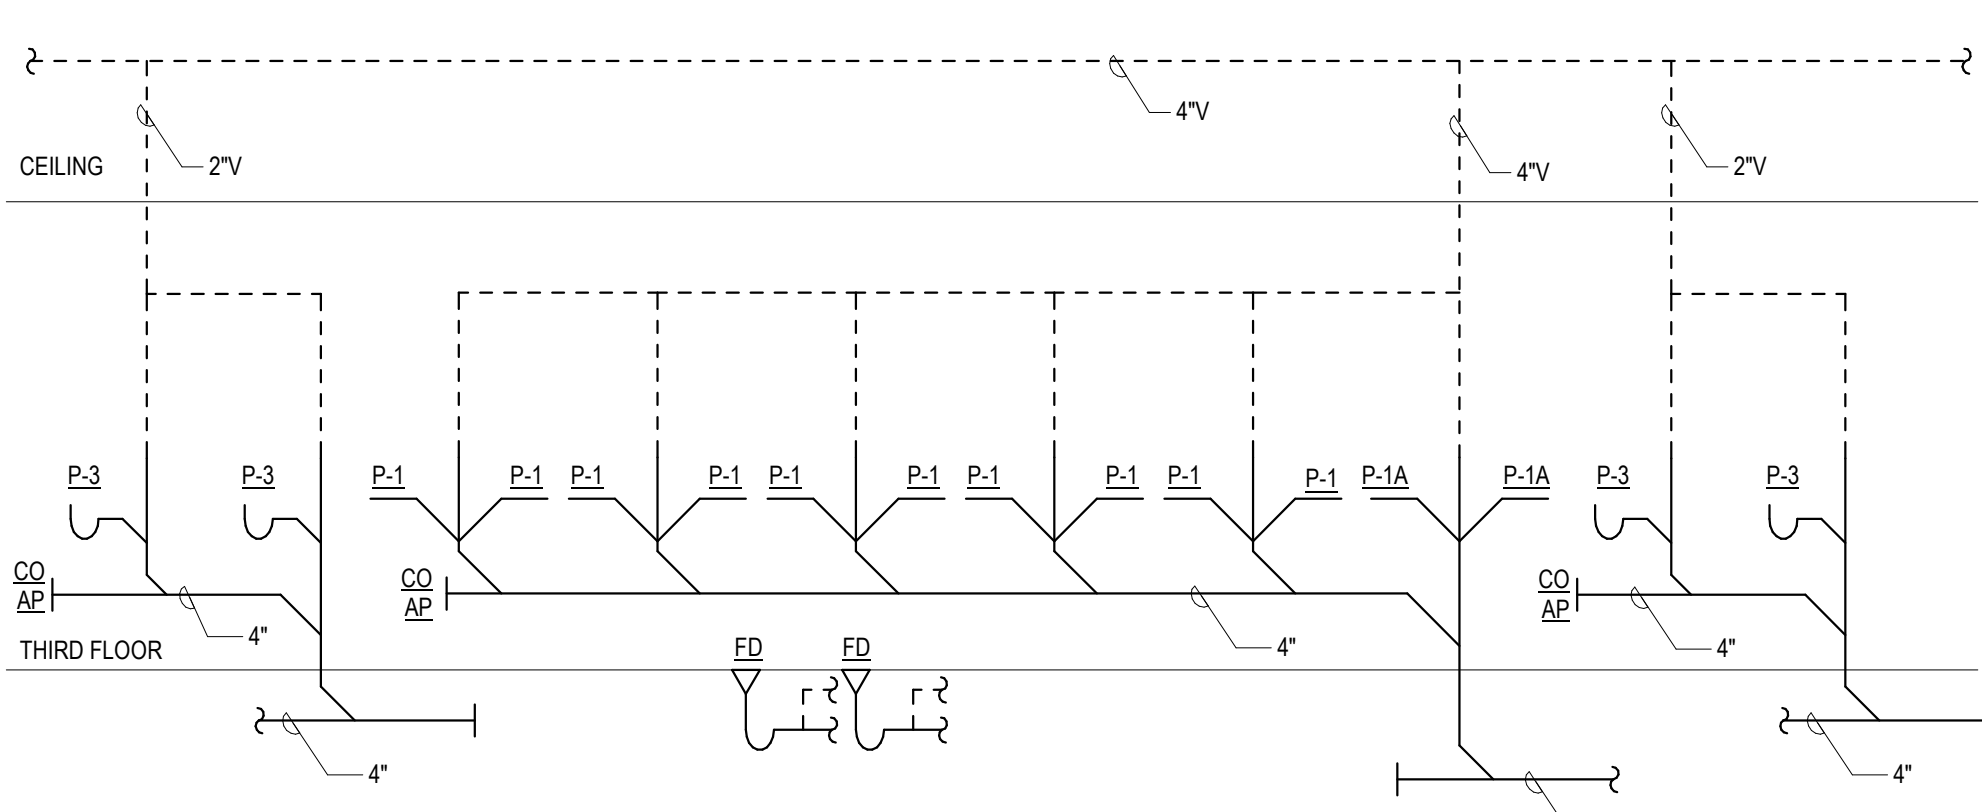 4"V
2"V
4"V
2"V
CEILING
P-3
P-3
P-1
P-1
P-1
P-1
P-1
P-1
P-1
P-1
P-1
P-1
P-1A
P-1A
P-3
P-3
CO
AP
CO
AP
CO
AP
4"
4"
4"
THIRD FLOOR
FD
FD
4"
4"